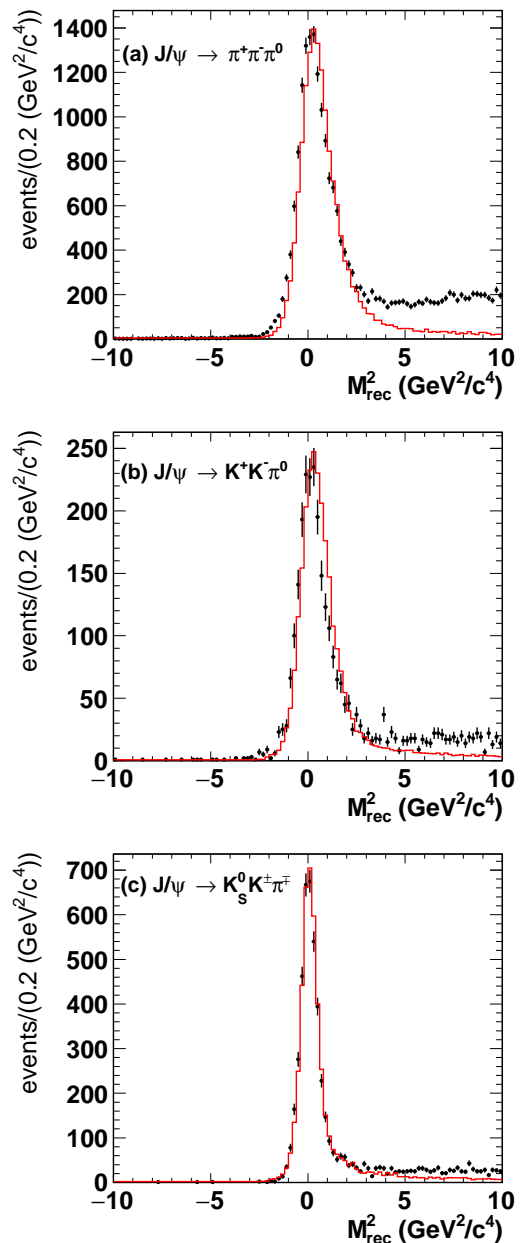 1400
(a) J/ψ → π⁺π⁻π⁰
1200
1000
800
600
400
200
0
events/(0.2 (GeV²/c⁴))
−10 −5 0 5 10
M²rec (GeV²/c⁴)
250
(b) J/ψ → K⁺K⁻π⁰
200
150
100
50
0
events/(0.2 (GeV²/c⁴))
−10 −5 0 5 10
M²rec (GeV²/c⁴)
700
(c) J/ψ → K⁰SK±π∓
600
500
400
300
200
100
0
events/(0.2 (GeV²/c⁴))
−10 −5 0 5 10
M²rec (GeV²/c⁴)